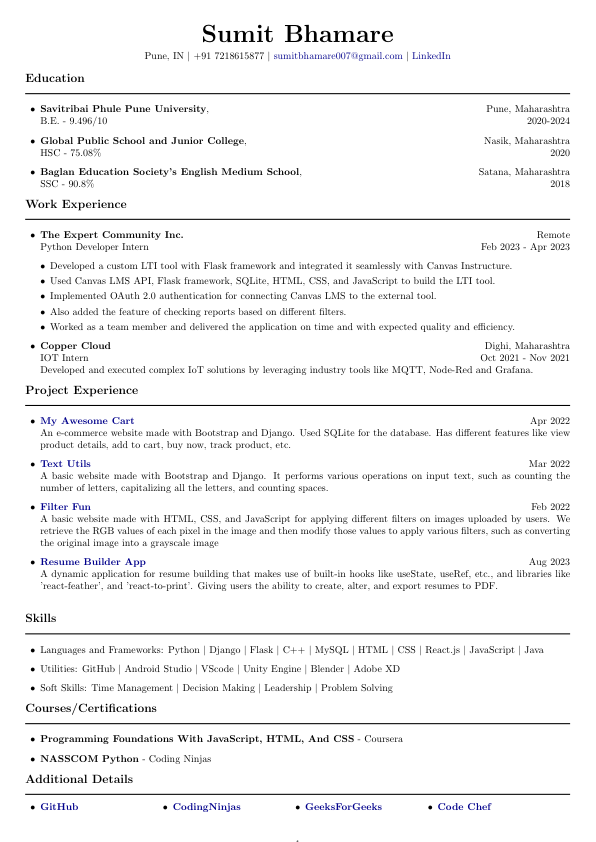 Sumit Bhamare
Pune, IN | +91 7218615877 | sumitbhamare007@gmail.com | LinkedIn
Education
• Savitribai Phule Pune University, Pune, Maharashtra
B.E. - 9.496/10 2020-2024
• Global Public School and Junior College, Nasik, Maharashtra
HSC - 75.08% 2020
• Baglan Education Society's English Medium School, Satana, Maharashtra
SSC - 90.8% 2018
Work Experience
• The Expert Community Inc. Remote
Python Developer Intern Feb 2023 - Apr 2023
• Developed a custom LTI tool with Flask framework and integrated it seamlessly with Canvas Instructure.
• Used Canvas LMS API, Flask framework, SQLite, HTML, CSS, and JavaScript to build the LTI tool.
• Implemented OAuth 2.0 authentication for connecting Canvas LMS to the external tool.
• Also added the feature of checking reports based on different filters.
• Worked as a team member and delivered the application on time and with expected quality and efficiency.
• Copper Cloud Dighi, Maharashtra
IOT Intern Oct 2021 - Nov 2021
Developed and executed complex IoT solutions by leveraging industry tools like MQTT, Node-Red and Grafana.
Project Experience
• My Awesome Cart Apr 2022
An e-commerce website made with Bootstrap and Django. Used SQLite for the database. Has different features like view
product details, add to cart, buy now, track product, etc.
• Text Utils Mar 2022
A basic website made with Bootstrap and Django. It performs various operations on input text, such as counting the
number of letters, capitalizing all the letters, and counting spaces.
• Filter Fun Feb 2022
A basic website made with HTML, CSS, and JavaScript for applying different filters on images uploaded by users. We
retrieve the RGB values of each pixel in the image and then modify those values to apply various filters, such as converting
the original image into a grayscale image
• Resume Builder App Aug 2023
A dynamic application for resume building that makes use of built-in hooks like useState, useRef, etc., and libraries like
'react-feather', and 'react-to-print'. Giving users the ability to create, alter, and export resumes to PDF.
Skills
• Languages and Frameworks: Python | Django | Flask | C++ | MySQL | HTML | CSS | React.js | JavaScript | Java
• Utilities: GitHub | Android Studio | VScode | Unity Engine | Blender | Adobe XD
• Soft Skills: Time Management | Decision Making | Leadership | Problem Solving
Courses/Certifications
• Programming Foundations With JavaScript, HTML, And CSS - Coursera
• NASSCOM Python - Coding Ninjas
Additional Details
• GitHub • CodingNinjas • GeeksForGeeks • Code Chef
.